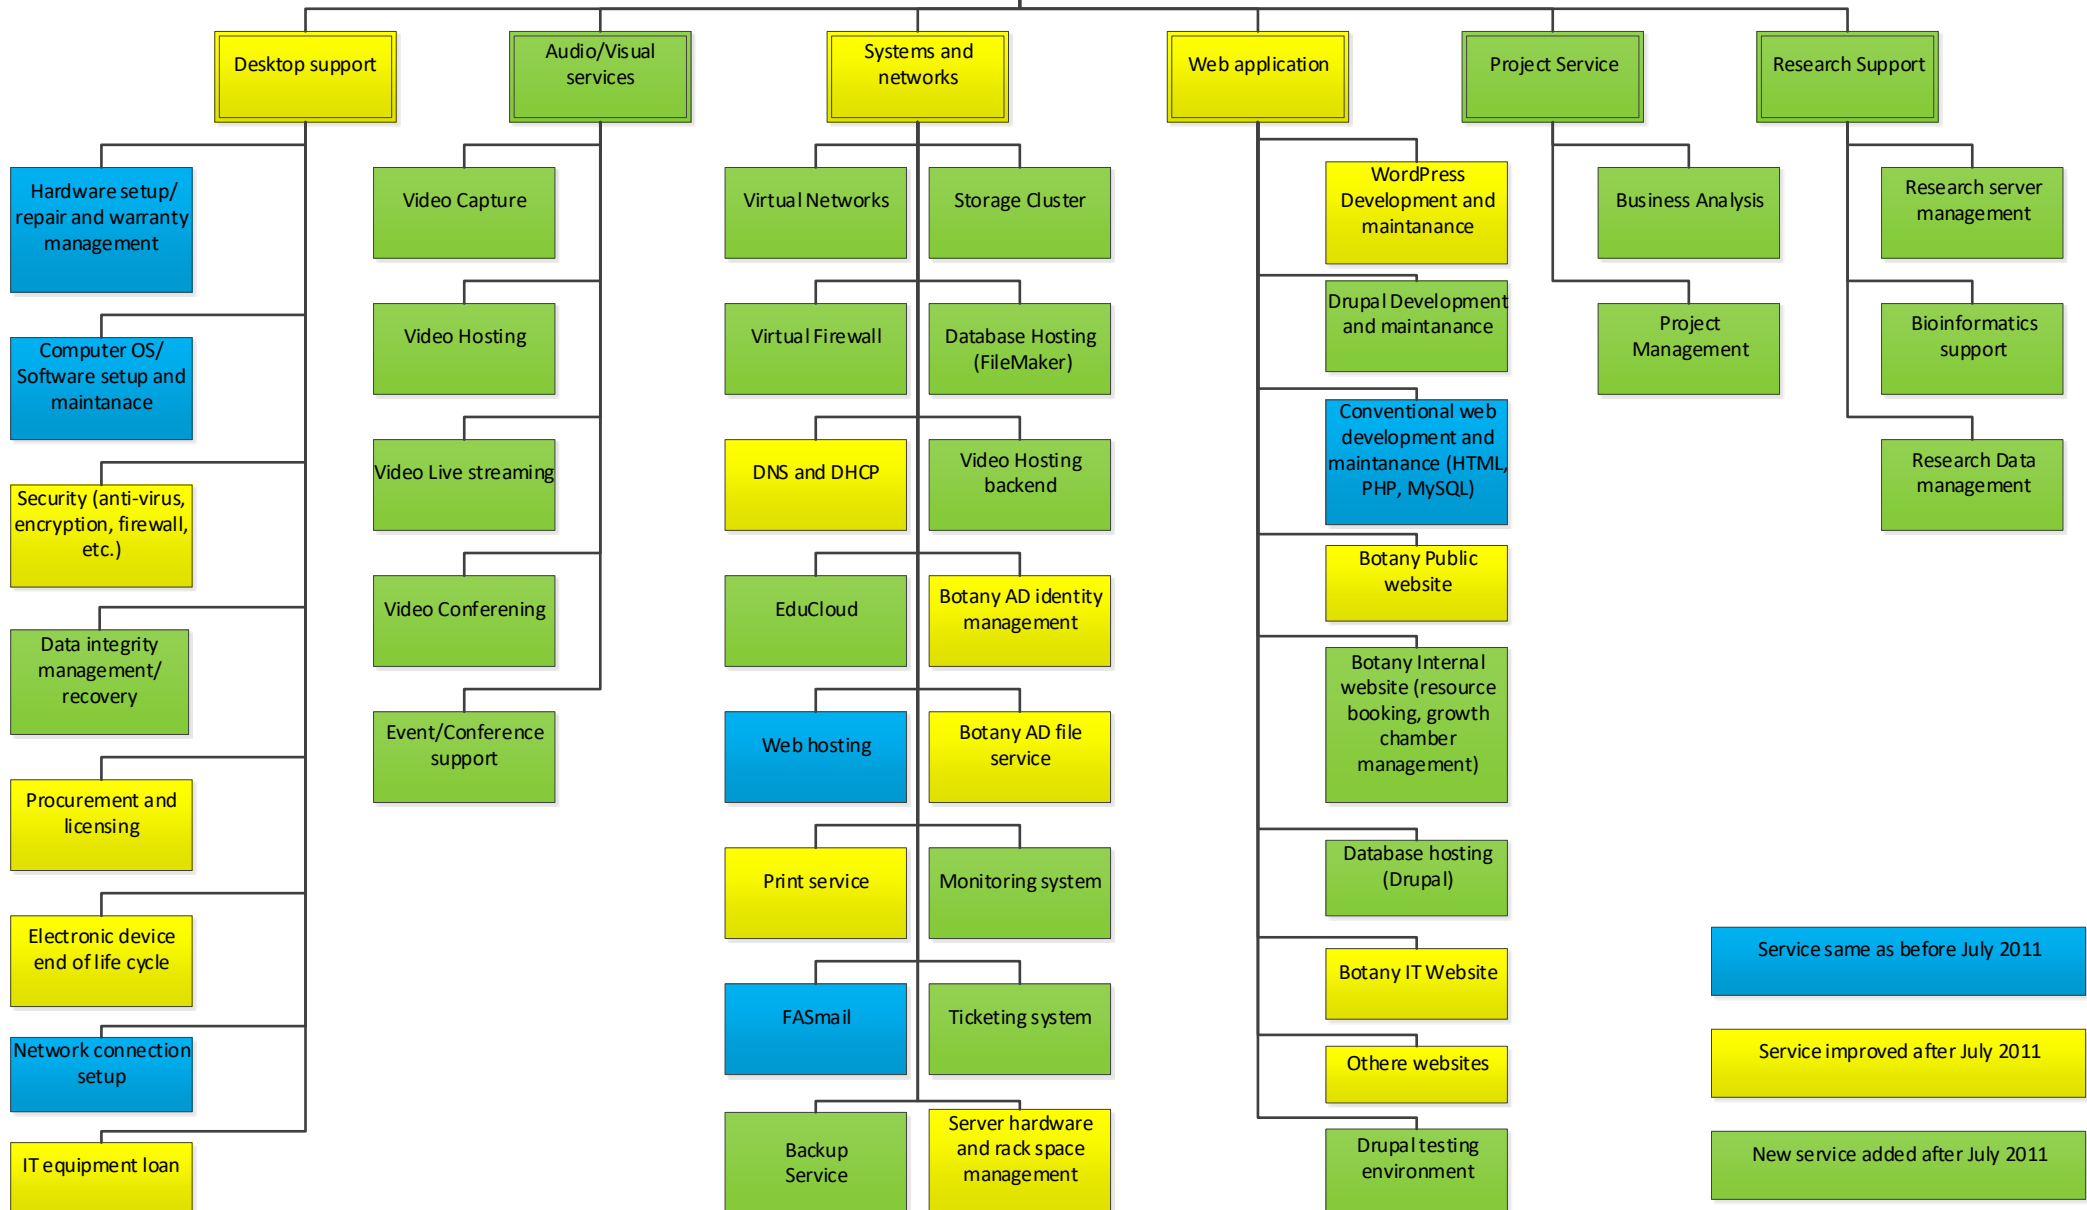 Desktop support
Audio/Visual
services
Systems and
networks
Web application
Project Service
Research Support
Hardware setup/
repair and warranty
management
Computer OS/
Software setup and
maintanace
Security (anti-virus,
encryption, firewall,
etc.)
Data integrity
management/
recovery
Procurement and
licensing
Electronic device
end of life cycle
Network connection
setup
IT equipment loan
Video Capture
Video Hosting
Video Live streaming
Video Conferening
Event/Conference
support
Virtual Networks
Storage Cluster
Virtual Firewall
Database Hosting
(FileMaker)
DNS and DHCP
Video Hosting
backend
EduCloud
Botany AD identity
management
Web hosting
Botany AD file
service
Print service
Monitoring system
FASmail
Ticketing system
Backup
Service
Server hardware
and rack space
management
WordPress
Development and
maintanance
Drupal Development
and maintanance
Conventional web
development and
maintanance (HTML,
PHP, MySQL)
Botany Public
website
Botany Internal
website (resource
booking, growth
chamber
management)
Database hosting
(Drupal)
Botany IT Website
Othere websites
Drupal testing
environment
Business Analysis
Project
Management
Research server
management
Bioinformatics
support
Research Data
management
Service same as before July 2011
Service improved after July 2011
New service added after July 2011